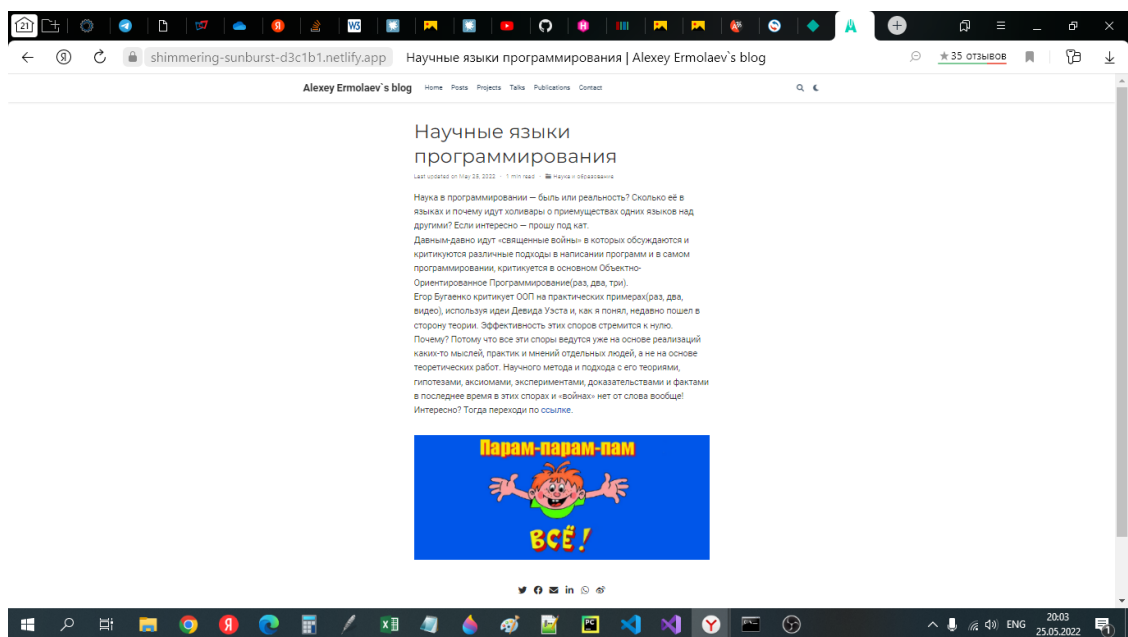 21
W3
shimmering-sunburst-d3c1b1.netlify.app Научные языки программирования | Alexey Ermolaev`s blog
★ 35 отзывов
Alexey Ermolaev`s blog Home Posts Projects Talks Publications Contact
Научные языки
программирования
Last updated on May 25, 2022 · 1 min read · Наука и образование
Наука в программировании — быль или реальность? Сколько её в
языках и почему идут холивары о приемуществах одних языков над
другими? Если интересно — прошу под кат.
Давным-давно идут «священные войны» в которых обсуждаются и
критикуются различные подходы в написании программ и в самом
программировании, критикуется в основном Объектно-
Ориентированное Программирование(раз, два, три).
Егор Бугаенко критикует ООП на практических примерах(раз, два,
видео), используя идеи Девида Уэста и, как я понял, недавно пошел в
сторону теории. Эффективность этих споров стремится к нулю.
Почему? Потому что все эти споры ведутся уже на основе реализаций
каких-то мыслей, практик и мнений отдельных людей, а не на основе
теоретических работ. Научного метода и подхода с его теориями,
гипотезами, аксиомами, экспериментами, доказательствами и фактами
в последнее время в этих спорах и «войнах» нет от слова вообще!
Интересно? Тогда переходи по ссылке.
Парам-парам-пам
ВСЁ!
ENG
20:03
25.05.2022